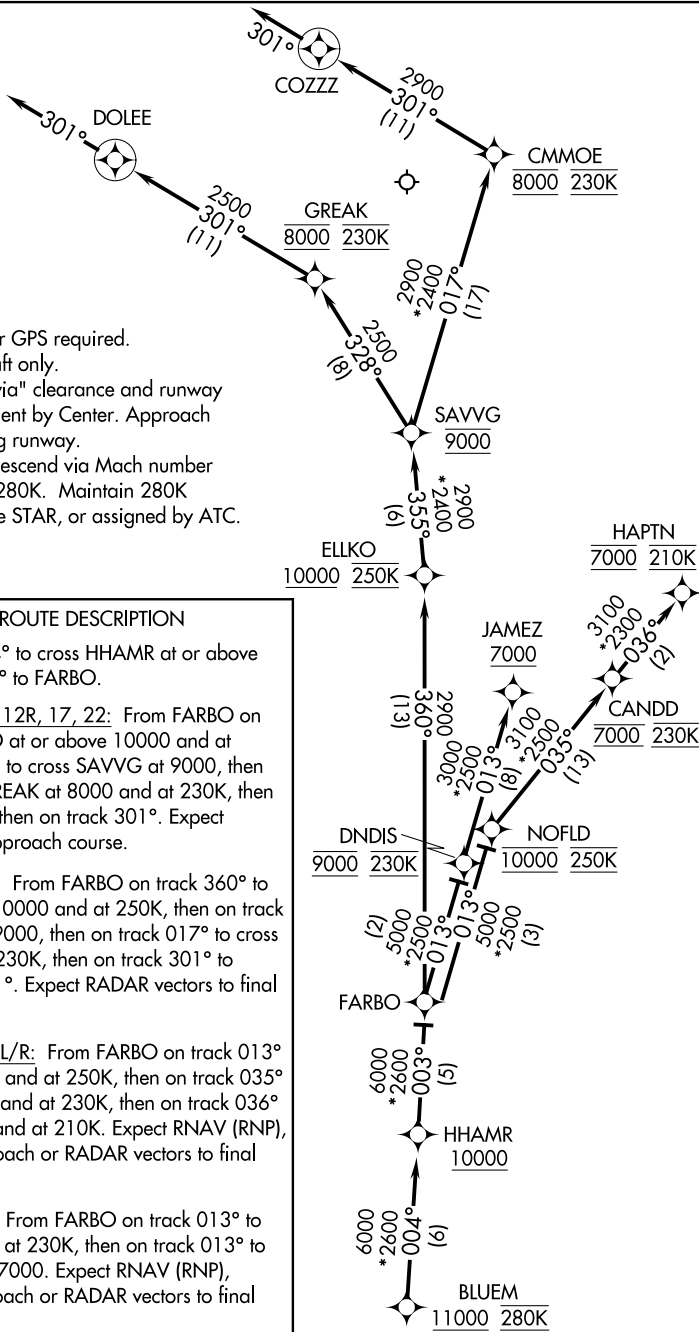 301°
COZZZ
2900
301°
(11)
CMMOE
8000 230K
301°
DOLEE
2500
301°
(11)
GREAK
8000 230K
2900
*2400
017°
(17)
2500
328°
(8)
SAVVG
9000
r GPS required.
ft only.
via" clearance and runway
ent by Center. Approach
g runway.
escend via Mach number
280K. Maintain 280K
e STAR, or assigned by ATC.
2900
*2400
355°
(6)
ELLKO
10000 250K
HAPTN
7000 210K
3100
*2300
036°
(2)
JAMEZ
7000
CANDD
7000 230K
2900
360°
(13)
3000
*2500
013°
(8)
3100
*2500
035°
(13)
DNDIS
9000 230K
NOFLD
10000 250K
(2)
5000
*2500
013°
013°
5000
*2500
(3)
FARBO
6000
*2600
003°
(5)
HHAMR
10000
6000
*2600
004°
(6)
BLUEM
11000 280K
ROUTE DESCRIPTION
° to cross HHAMR at or above
° to FARBO.
12R, 17, 22: From FARBO on
O at or above 10000 and at
to cross SAVVG at 9000, then
REAK at 8000 and at 230K, then
then on track 301°. Expect
pproach course.
From FARBO on track 360° to
0000 and at 250K, then on track
9000, then on track 017° to cross
230K, then on track 301° to
1°. Expect RADAR vectors to final
L/R: From FARBO on track 013°
and at 250K, then on track 035°
and at 230K, then on track 036°
and at 210K. Expect RNAV (RNP),
oach or RADAR vectors to final
From FARBO on track 013° to
at 230K, then on track 013° to
7000. Expect RNAV (RNP),
oach or RADAR vectors to final